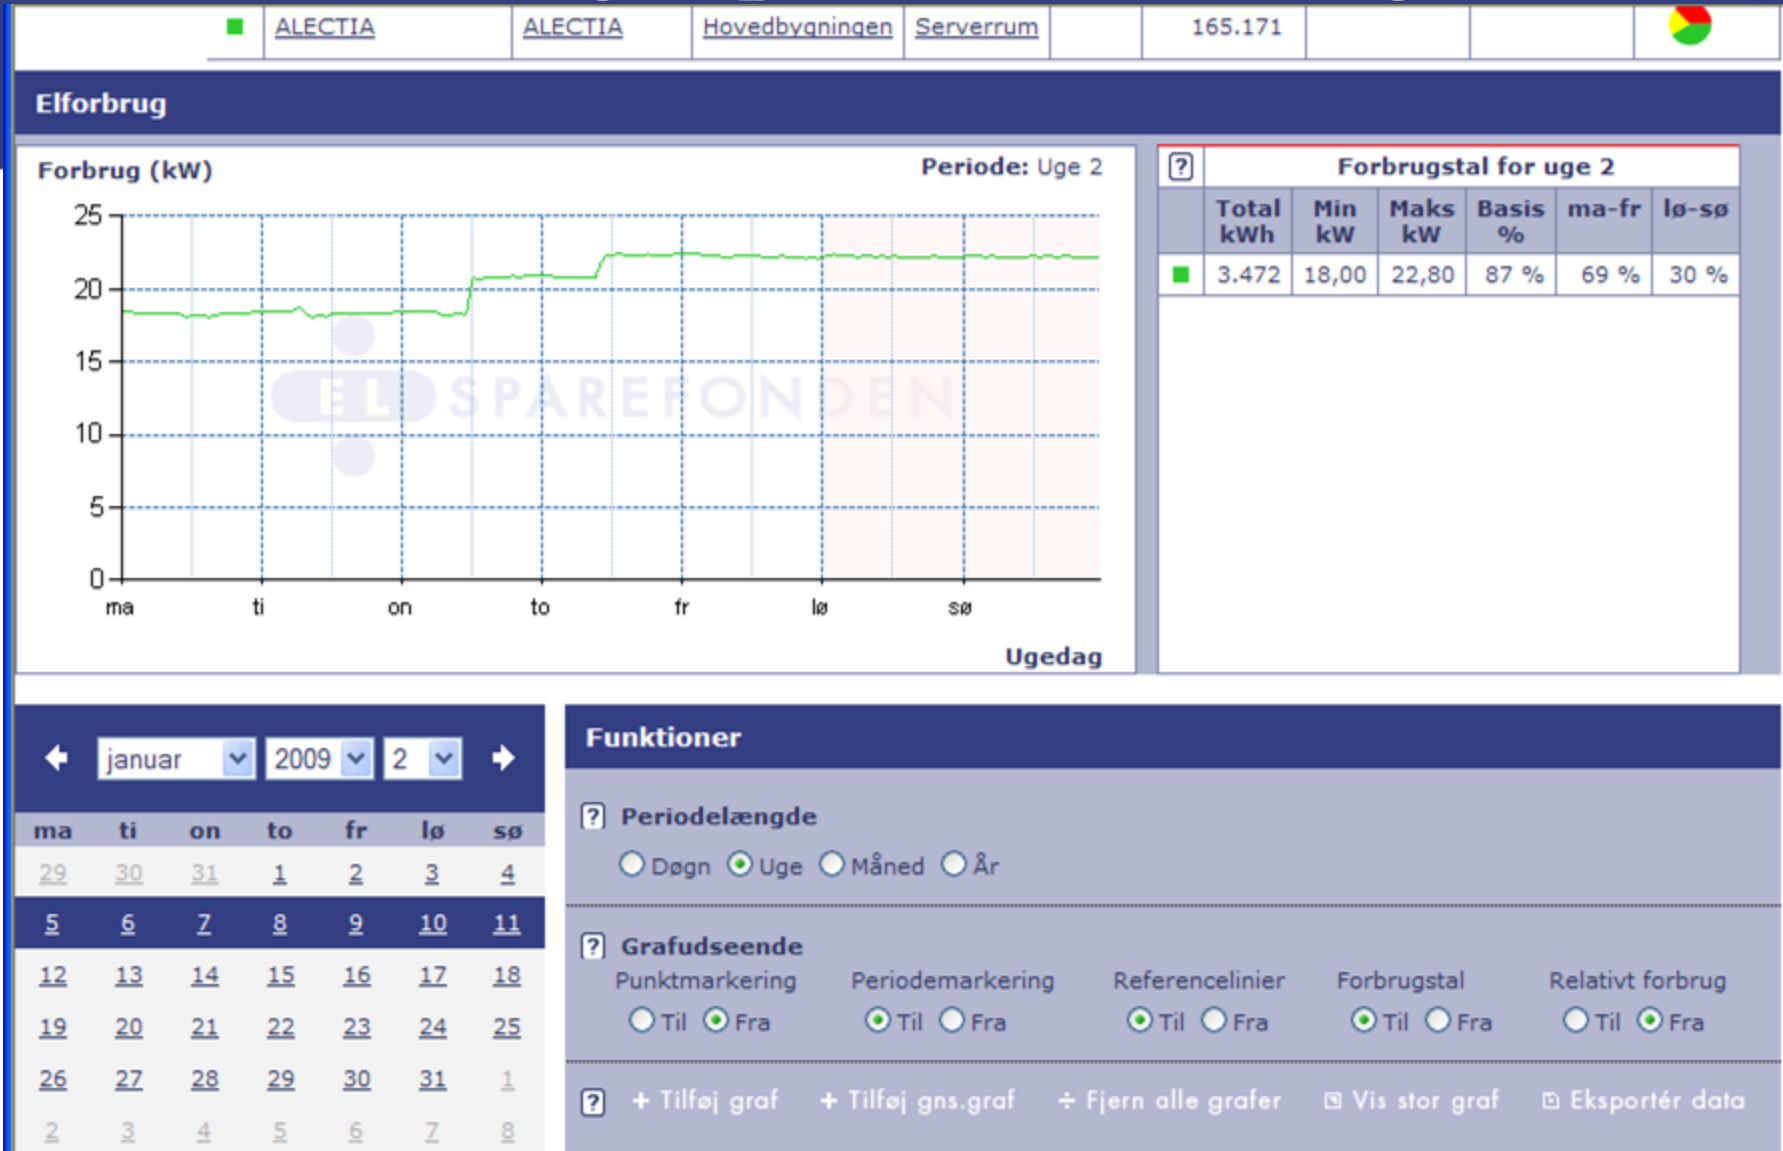 ALECTIA ALECTIA Hovedbygningen Serverrum 165.171
Elforbrug
Forbrug (kW) Periode: Uge 2
25
20
15
10
5
0
EL SPAREFONDEN
ma ti on to fr lø sø
Ugedag
? Forbrugstal for uge 2
Total kWh Min kW Maks kW Basis % ma-fr lø-sø
3.472 18,00 22,80 87 % 69 % 30 %
januar 2009 2
ma ti on to fr lø sø
29 30 31 1 2 3 4
5 6 7 8 9 10 11
12 13 14 15 16 17 18
19 20 21 22 23 24 25
26 27 28 29 30 31 1
2 3 4 5 6 7 8
Funktioner
? Periodelængde
Døgn Uge Måned År
? Grafudseende
Punktmarkering Periodemarkering Referencelinier Forbrugstal Relativt forbrug
Til Fra Til Fra Til Fra Til Fra Til Fra
? + Tilføj graf + Tilføj gns.graf ÷ Fjern alle grafer Vis stor graf Eksportér data